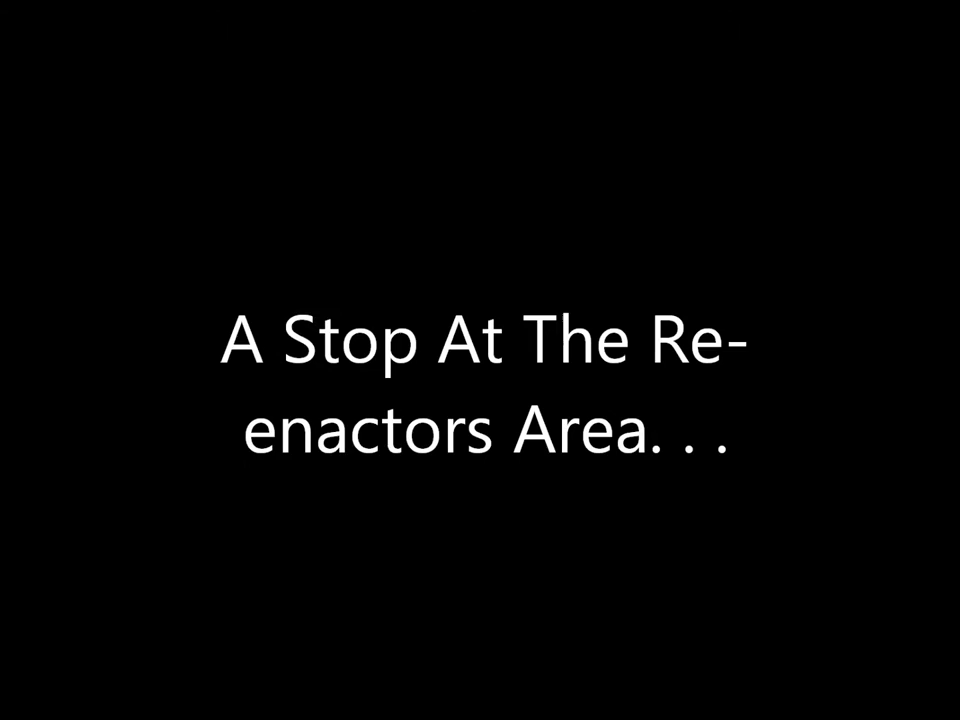 A Stop At The Re-
enactors Area. . .